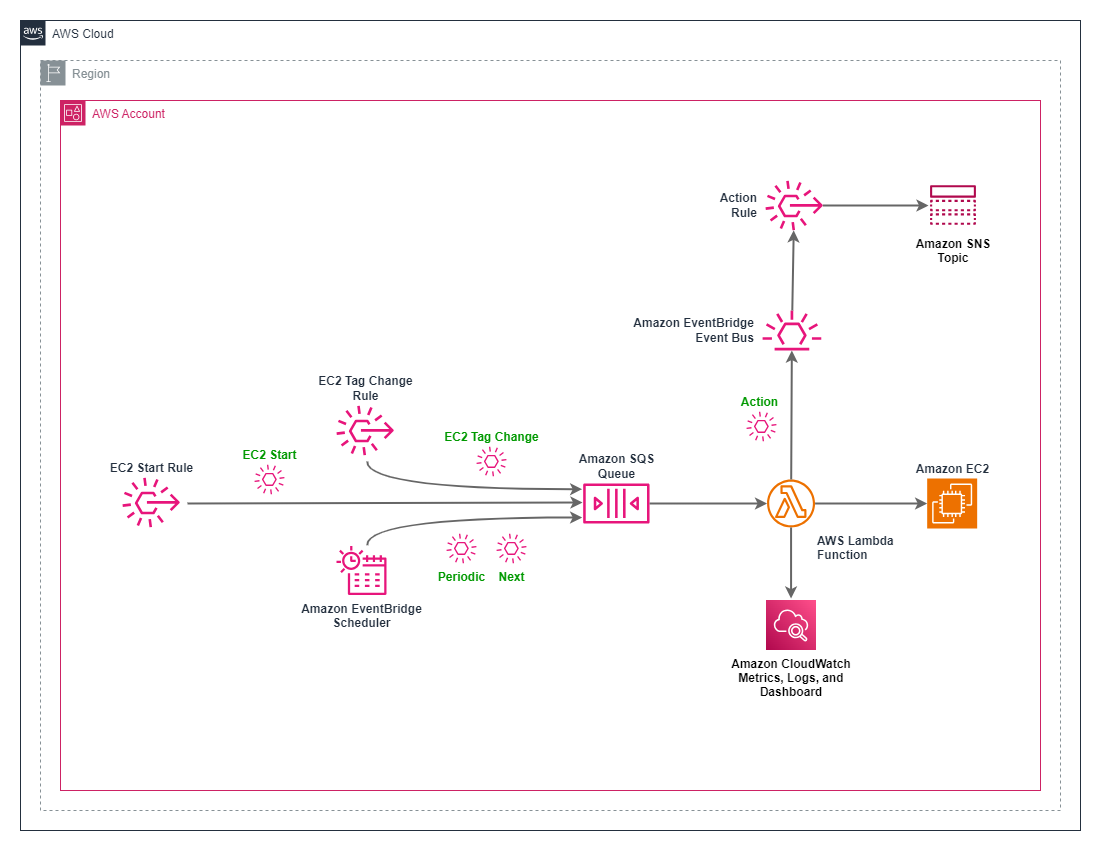 aws
AWS Cloud
Region
AWS Account
Action
Rule
Amazon SNS
Topic
Amazon EventBridge
Event Bus
EC2 Tag Change
Rule
Action
EC2 Tag Change
EC2 Start
EC2 Start Rule
Amazon SQS
Queue
Amazon EC2
AWS Lambda
Function
Periodic
Next
Amazon EventBridge
Scheduler
Amazon CloudWatch
Metrics, Logs, and
Dashboard